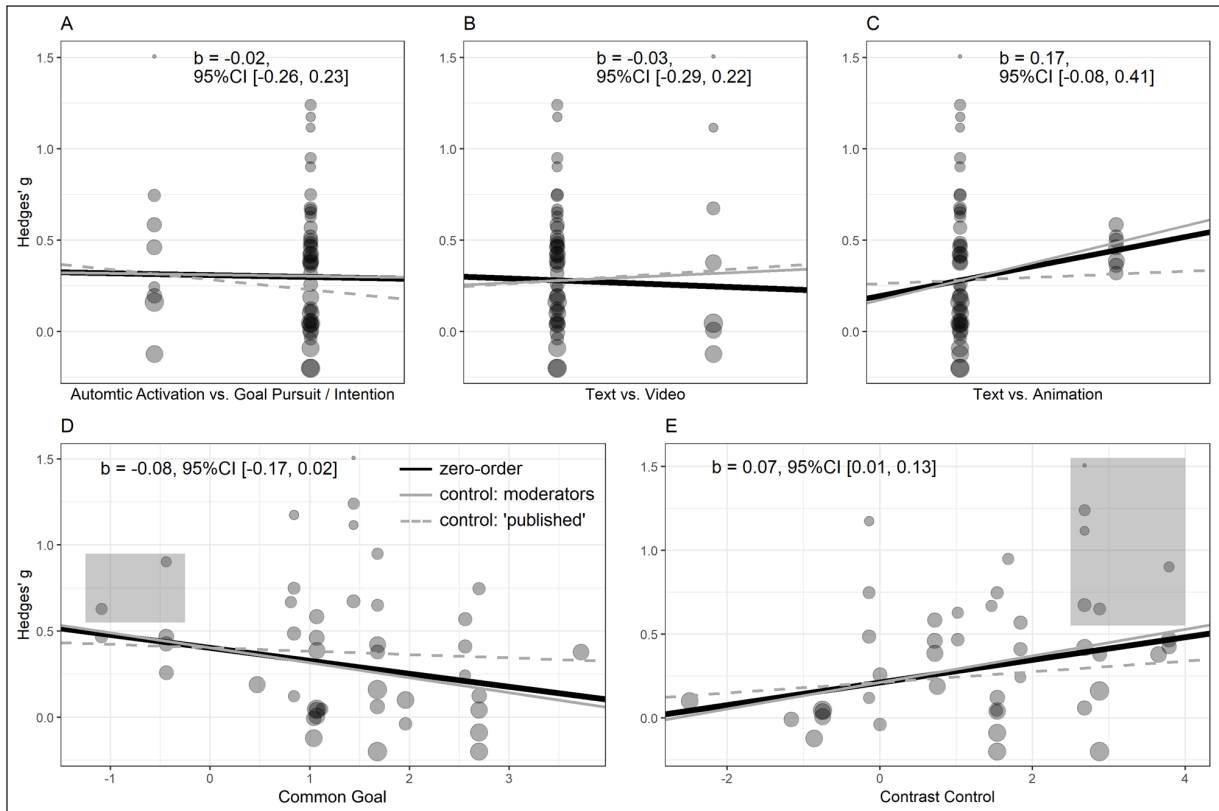 A
B
C
b = -0.02,
95%CI [-0.26, 0.23]
b = -0.03,
95%CI [-0.29, 0.22]
b = 0.17,
95%CI [-0.08, 0.41]
Hedges' g
1.5
1.0
0.5
0.0
1.5
1.0
0.5
0.0
1.5
1.0
0.5
0.0
Automtic Activation vs. Goal Pursuit / Intention
Text vs. Video
Text vs. Animation
D
E
b = -0.08, 95%CI [-0.17, 0.02]
zero-order
control: moderators
control: 'published'
b = 0.07, 95%CI [0.01, 0.13]
Hedges' g
1.5
1.0
0.5
0.0
1.5
1.0
0.5
0.0
-1 0 1 2 3
-2 0 2 4
Common Goal
Contrast Control